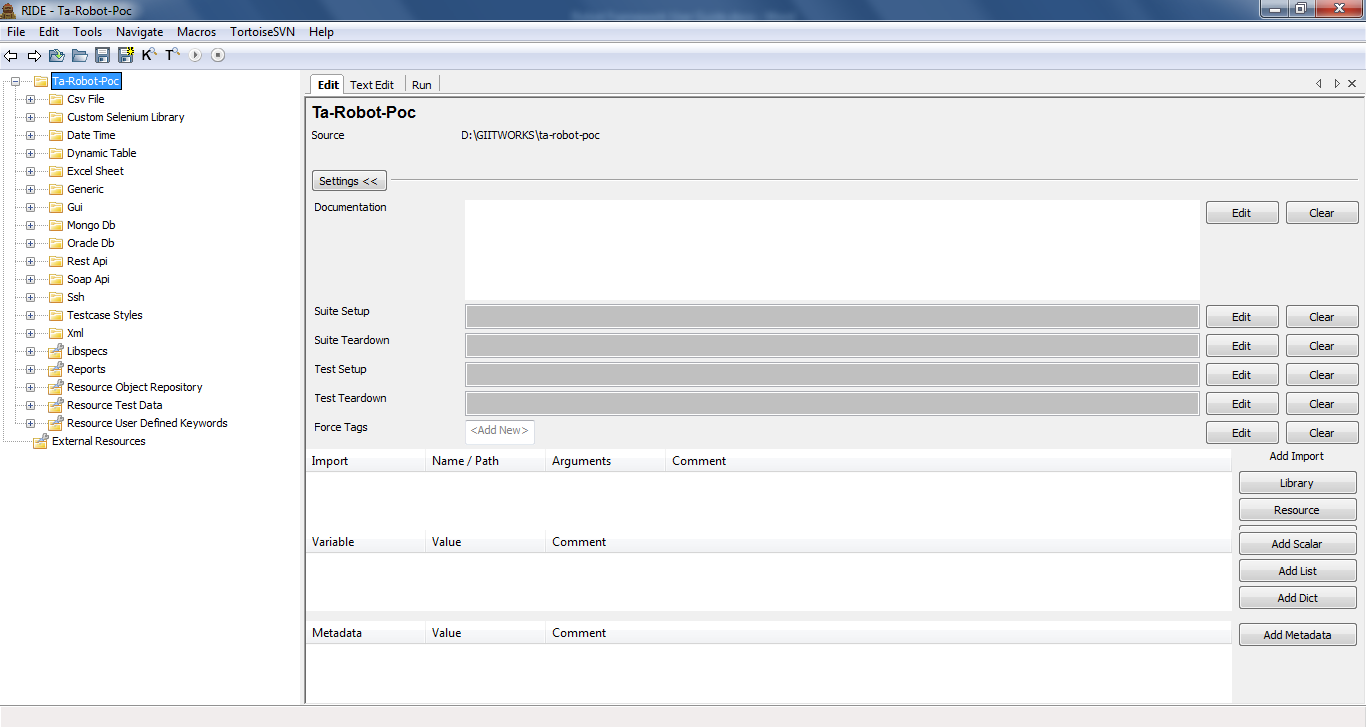 RIDE - Ta-Robot-Poc
File Edit Tools Navigate Macros TortoiseSVN Help
K T
Ta-Robot-Poc
Csv File
Custom Selenium Library
Date Time
Dynamic Table
Excel Sheet
Generic
Gui
Mongo Db
Oracle Db
Rest Api
Soap Api
Ssh
Testcase Styles
Xml
Libspecs
Reports
Resource Object Repository
Resource Test Data
Resource User Defined Keywords
External Resources
Edit Text Edit Run
Ta-Robot-Poc
Source D:\GIITWORKS\ta-robot-poc
Settings <<
Documentation Edit Clear
Suite Setup Edit Clear
Suite Teardown Edit Clear
Test Setup Edit Clear
Test Teardown Edit Clear
Force Tags <Add New> Edit Clear
Import Name / Path Arguments Comment
Add Import
Library
Resource
Variable Value Comment
Add Scalar
Add List
Add Dict
Metadata Value Comment
Add Metadata